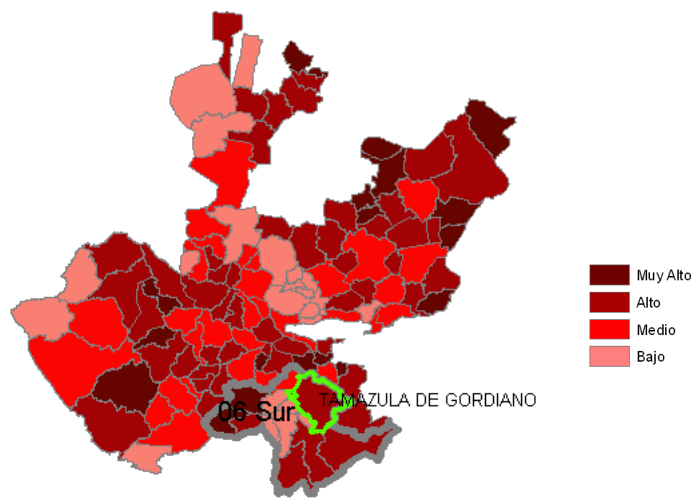 Muy Alto
Alto
Medio
Bajo
TAMAZULA DE GORDIANO
06 Sur